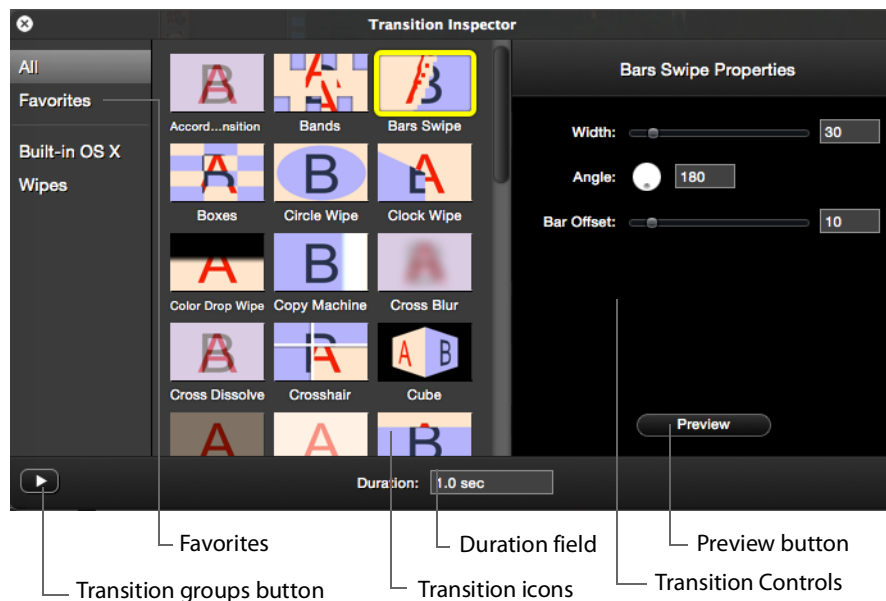 Transition Inspector
All
Favorites
Built-in OS X
Wipes
Accord...nsition
Bands
Bars Swipe
Boxes
Circle Wipe
Clock Wipe
Color Drop Wipe
Copy Machine
Cross Blur
Cross Dissolve
Crosshair
Cube
Bars Swipe Properties
Width: 30
Angle: 180
Bar Offset: 10
Preview
Duration: 1.0 sec
Favorites
Duration field
Preview button
Transition groups button
Transition icons
Transition Controls